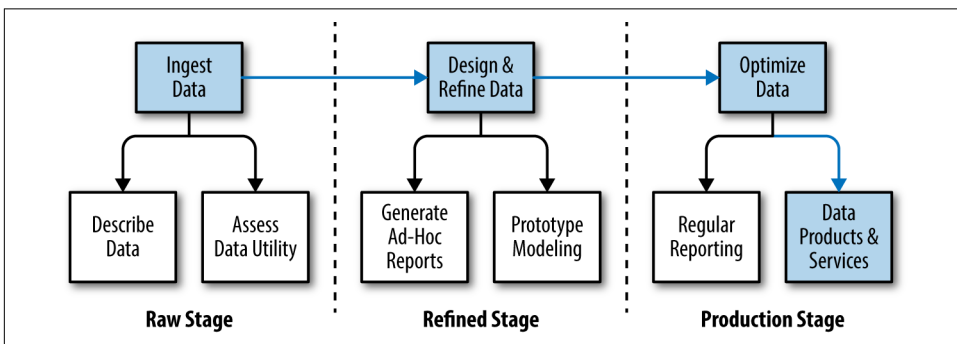 Ingest
Data
Design &
Refine Data
Optimize
Data
Describe
Data
Assess
Data Utility
Generate
Ad-Hoc
Reports
Prototype
Modeling
Regular
Reporting
Data
Products &
Services
Raw Stage
Refined Stage
Production Stage